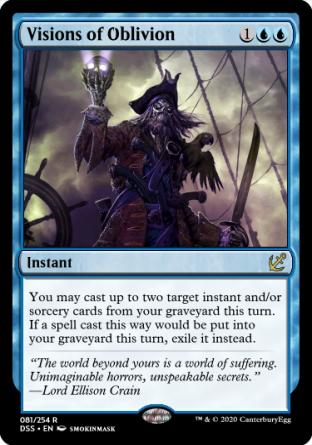 Visions of Oblivion 1
Instant
You may cast up to two target instant and/or
sorcery cards from your graveyard this turn.
If a spell cast this way would be put into
your graveyard this turn, exile it instead.
“The world beyond yours is a world of suffering.
Unimaginable horrors, unspeakable secrets.”
—Lord Ellison Crain
081/254 R
DSS • EN SMOKINMASK
™ & © 2020 CanterburyEgg